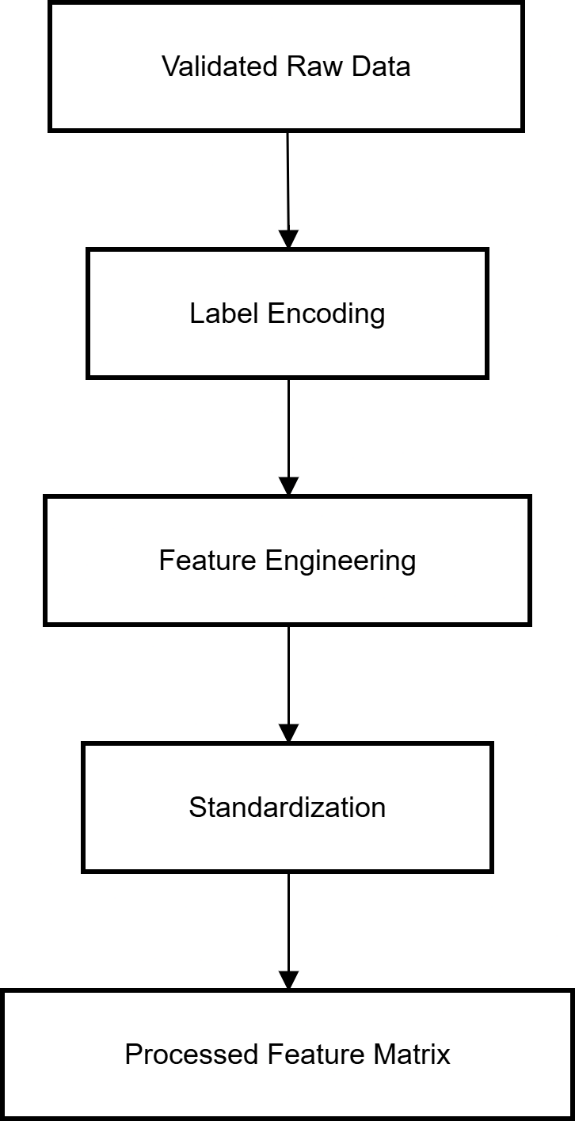 Validated Raw Data
Label Encoding
Feature Engineering
Standardization
Processed Feature Matrix